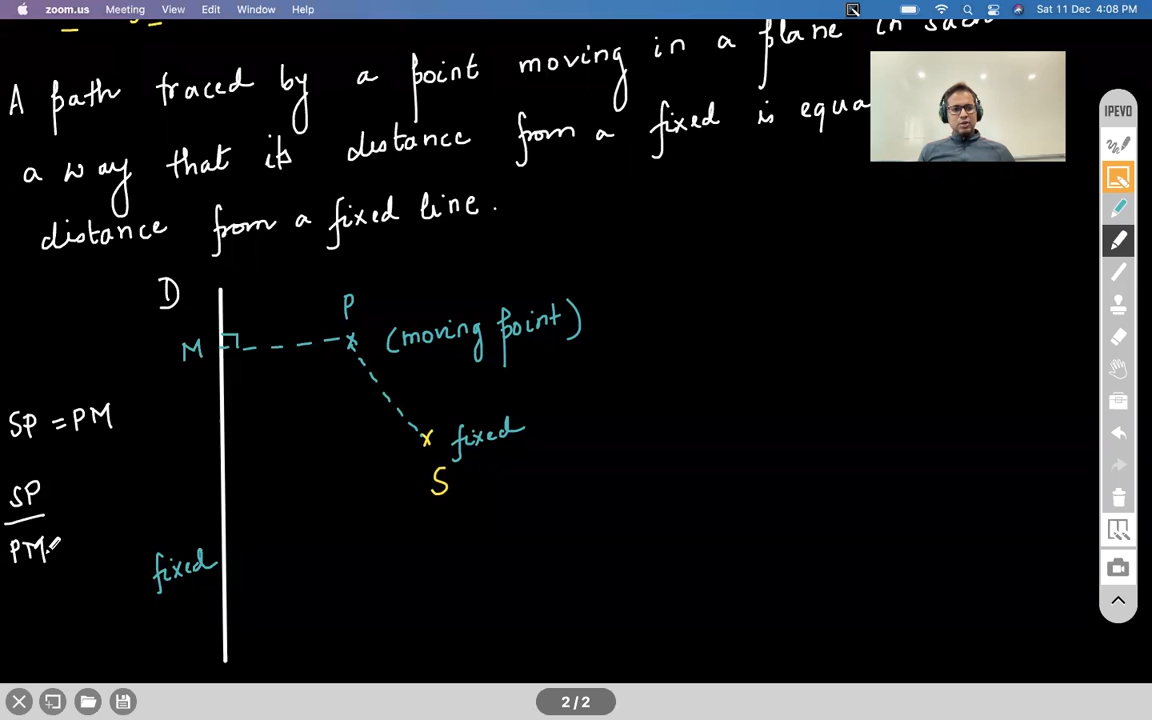 zoom.us Meeting View Edit Window Help Sat 11 Dec 4:08 PM
A path traced by a point moving in a plane in such
a way that its distance from a fixed is equa
distance from a fixed line.
IPEVO
D
P
M
(moving point)
SP = PM
fixed
S
SP
PM
fixed
2/2